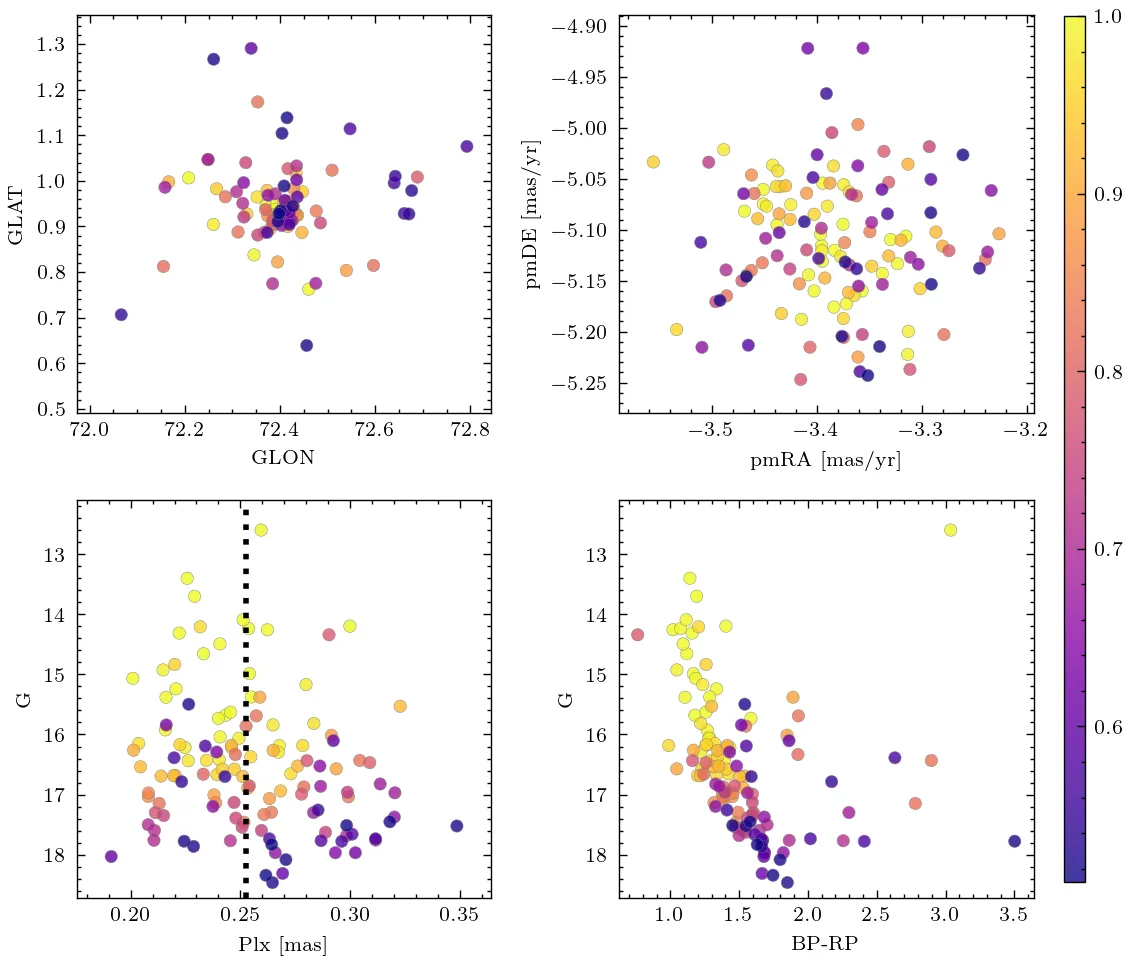 1.3
1.2
1.1
1.0
0.9
0.8
0.7
0.6
0.5
GLAT
72.0 72.2 72.4 72.6 72.8
GLON
−4.90
−4.95
−5.00
−5.05
−5.10
−5.15
−5.20
−5.25
pmDE [mas/yr]
−3.5 −3.4 −3.3 −3.2
pmRA [mas/yr]
1.0
0.9
0.8
0.7
0.6
13
14
15
16
17
18
G
0.20 0.25 0.30 0.35
Plx [mas]
13
14
15
16
17
18
G
1.0 1.5 2.0 2.5 3.0 3.5
BP-RP